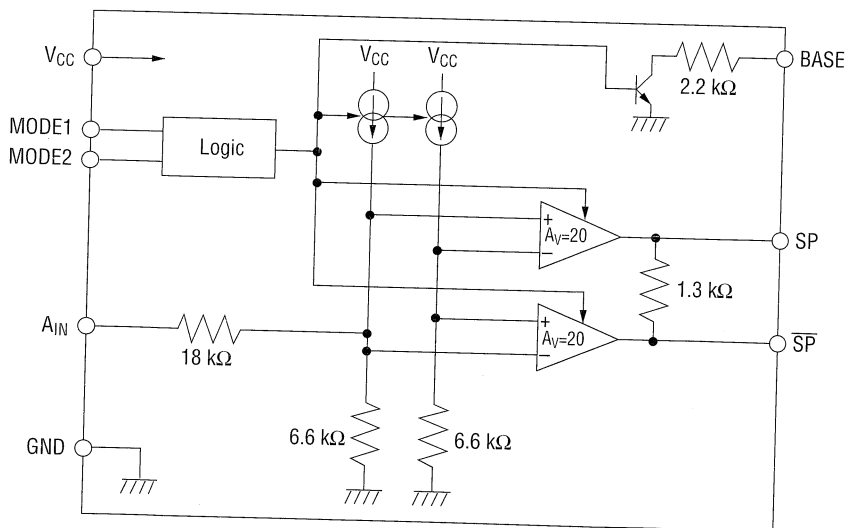 VCC
VCC VCC
BASE
2.2 kΩ
MODE1
MODE2
Logic
+
AV=20
−
SP
1.3 kΩ
AIN
18 kΩ
+
AV=20
−
S̅P̅
6.6 kΩ
6.6 kΩ
GND